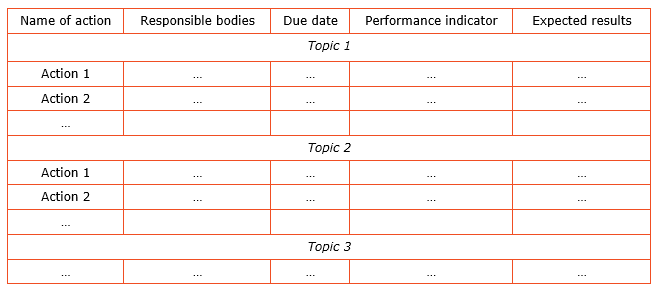 Name of action Responsible bodies Due date Performance indicator Expected results
Topic 1
Action 1 ... ... ... ...
Action 2 ... ... ... ...
...
Topic 2
Action 1 ... ... ... ...
Action 2 ... ... ... ...
...
Topic 3
... ... ... ... ...